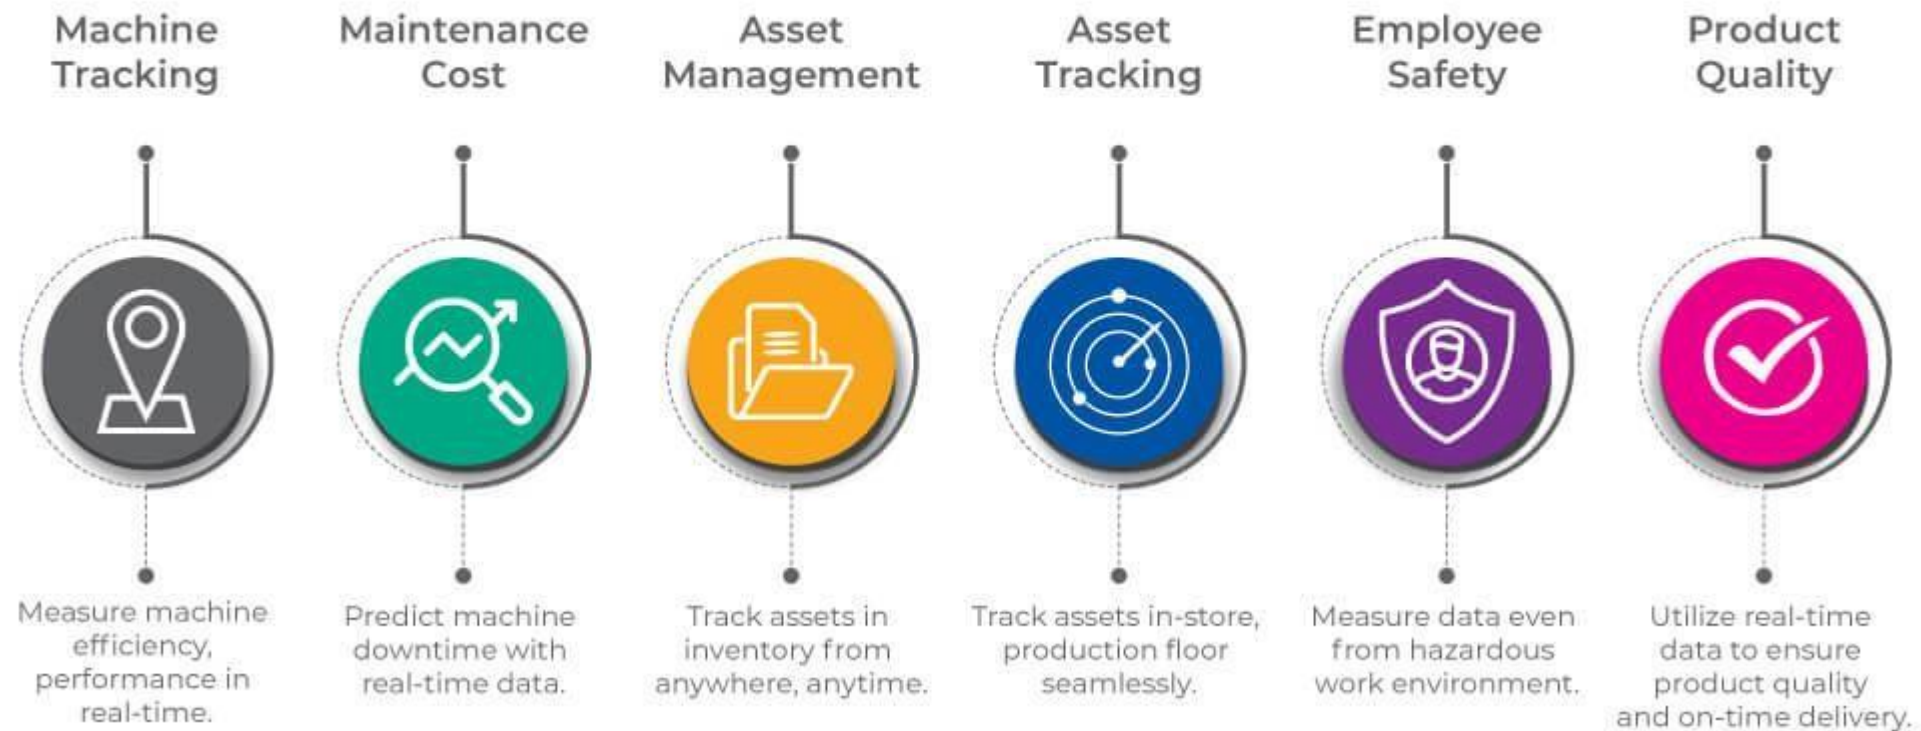 Machine
Tracking
Measure machine
efficiency,
performance in
real-time.
Maintenance
Cost
Predict machine
downtime with
real-time data.
Asset
Management
Track assets in
inventory from
anywhere, anytime.
Asset
Tracking
Track assets in-store,
production floor
seamlessly.
Employee
Safety
Measure data even
from hazardous
work environment.
Product
Quality
Utilize real-time
data to ensure
product quality
and on-time delivery.